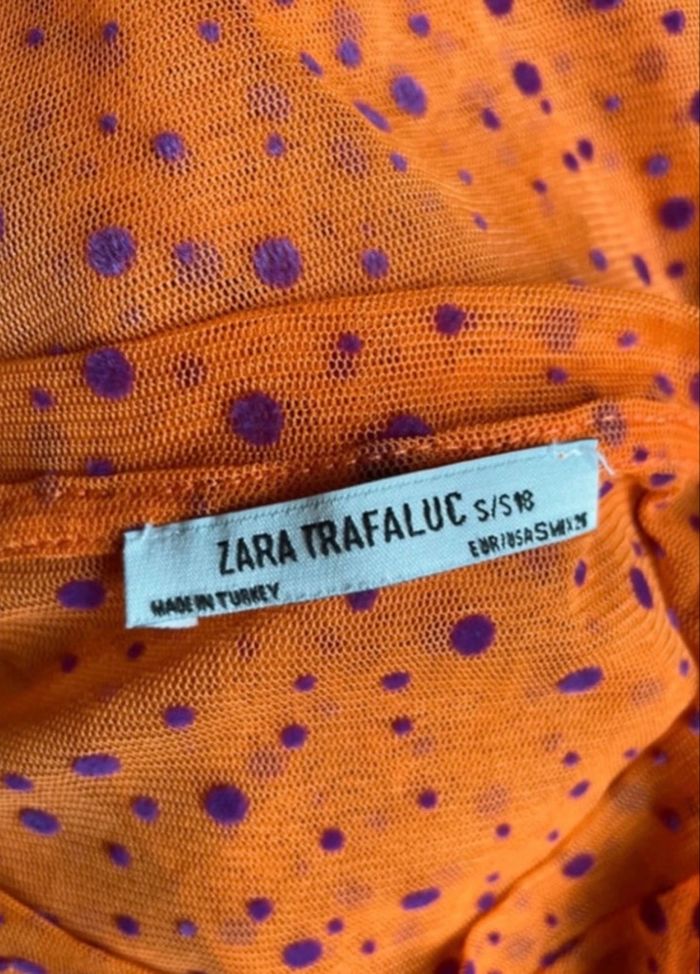 ZARA TRAFALUC S/S18
EUR/USA S MEX 26
MADE IN TURKEY